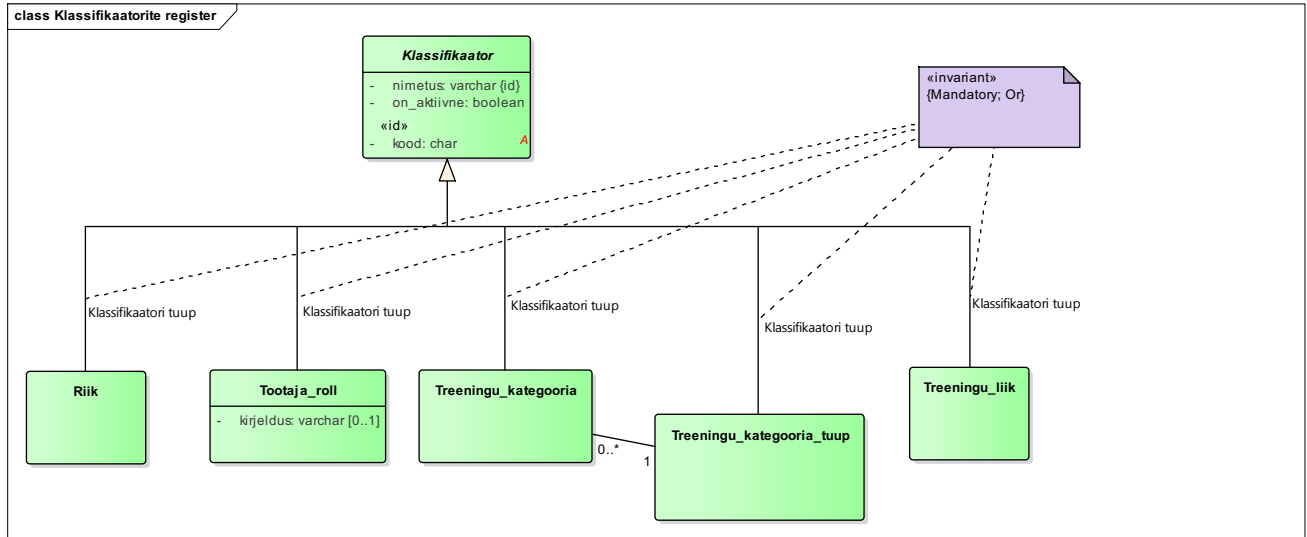 class Klassifikaatorite register
Klassifikaator
- nimetus: varchar {id}
- on_aktiivne: boolean
«id»
- kood: char
A
«invariant»
{Mandatory; Or}
Klassifikaatori tuup
Klassifikaatori tuup
Klassifikaatori tuup
Klassifikaatori tuup
Klassifikaatori tuup
Riik
Tootaja_roll
- kirjeldus: varchar [0..1]
Treeningu_kategooria
Treeningu_kategooria_tuup
Treeningu_liik
0..*
1